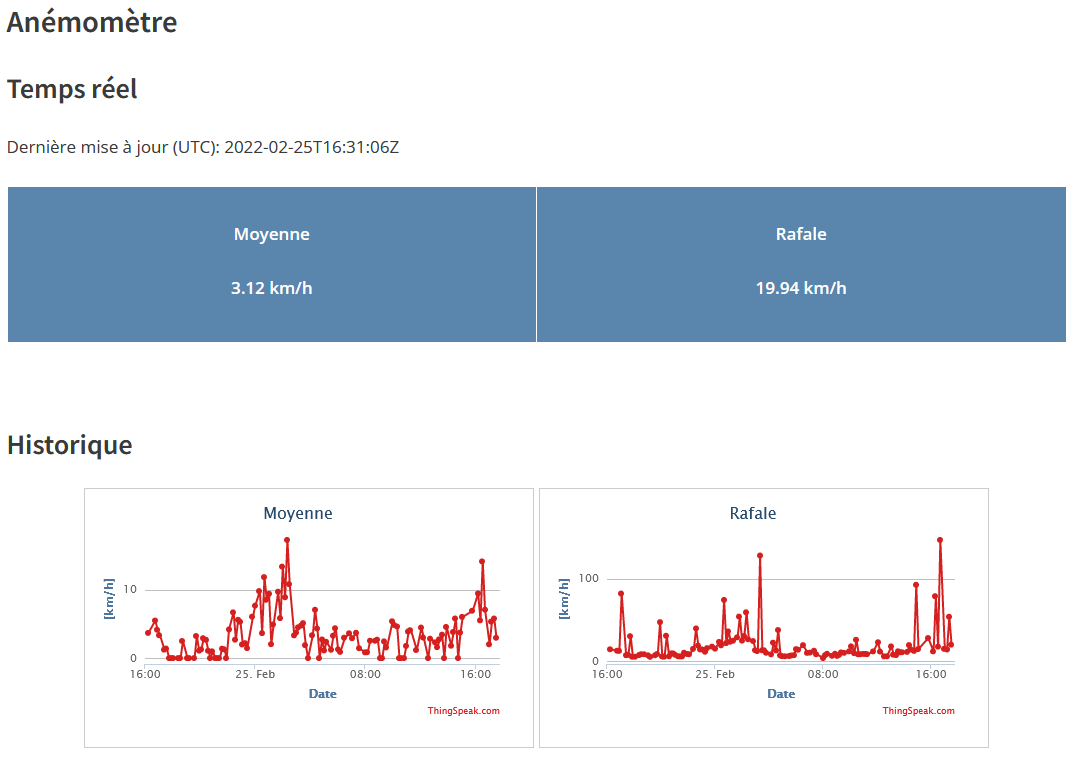 Anémomètre
Temps réel
Dernière mise à jour (UTC): 2022-02-25T16:31:06Z
Moyenne
3.12 km/h
Rafale
19.94 km/h
Historique
Moyenne
[km/h]
10
0
16:00 25. Feb 08:00 16:00
Date
ThingSpeak.com
Rafale
[km/h]
100
0
16:00 25. Feb 08:00 16:00
Date
ThingSpeak.com